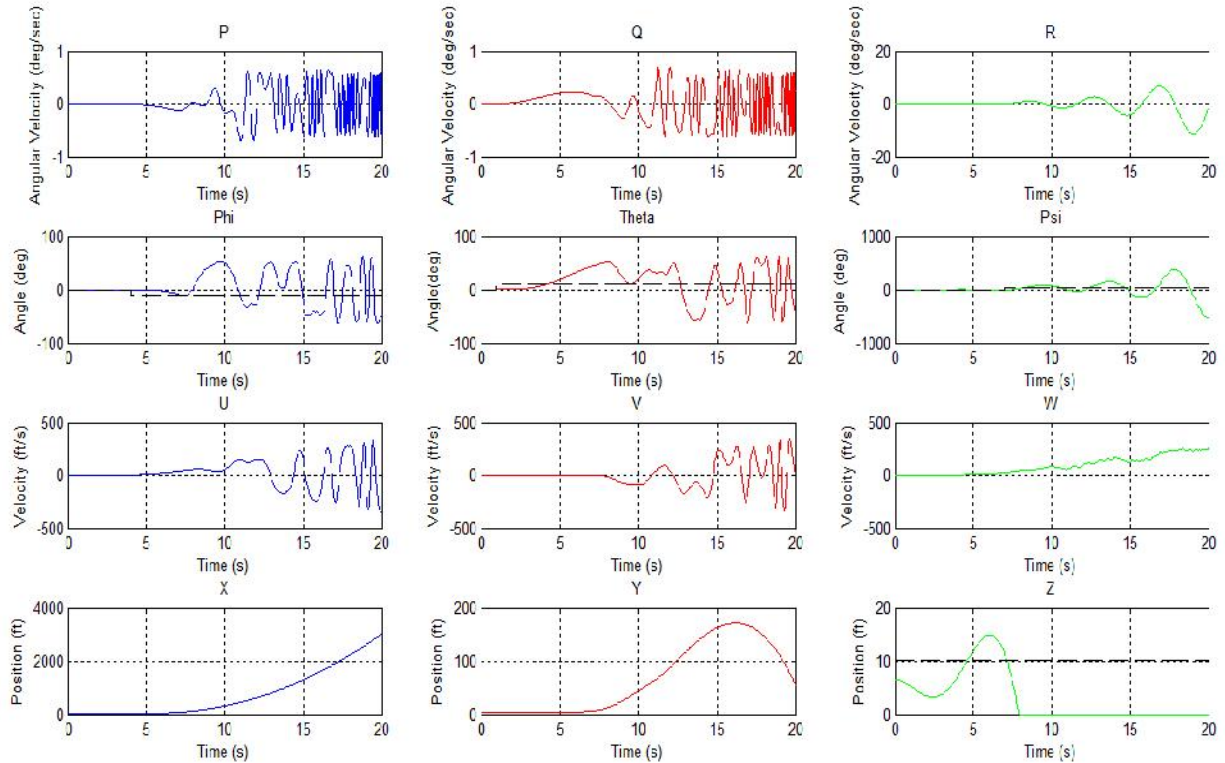 P
Angular Velocity (deg/sec)
1
0
-1
0 5 10 15 20
Time (s)
Q
Angular Velocity (deg/sec)
1
0
-1
0 5 10 15 20
Time (s)
R
Angular Velocity (deg/sec)
20
0
-20
0 5 10 15 20
Time (s)
Phi
Angle (deg)
100
0
-100
0 5 10 15 20
Time (s)
Theta
Angle(deg)
100
0
-100
0 5 10 15 20
Time (s)
Psi
Angle (deg)
1000
0
-1000
0 5 10 15 20
Time (s)
U
Velocity (ft/s)
500
0
-500
0 5 10 15 20
Time (s)
V
Velocity (ft/s)
500
0
-500
0 5 10 15 20
Time (s)
W
Velocity (ft/s)
500
0
-500
0 5 10 15 20
Time (s)
X
Position (ft)
4000
2000
0
0 5 10 15 20
Time (s)
Y
Position (ft)
200
100
0
0 5 10 15 20
Time (s)
Z
Position (ft)
20
10
0
0 5 10 15 20
Time (s)